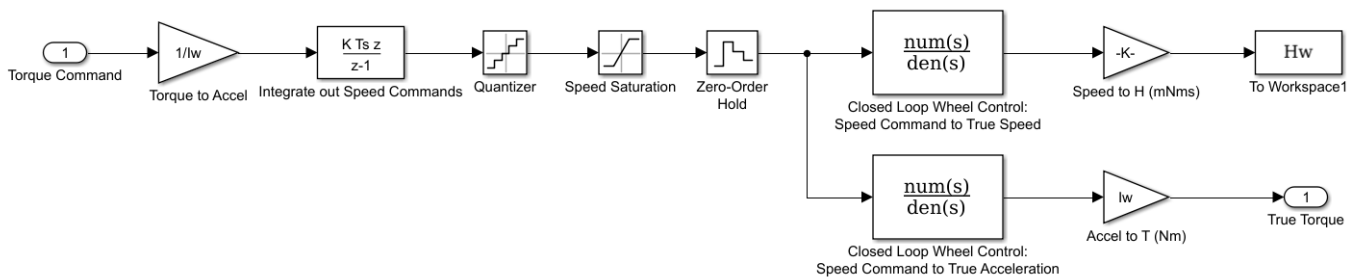 1
Torque Command
1/Iw
Torque to Accel
K Ts z
z-1
Integrate out Speed Commands
Quantizer
Speed Saturation
Zero-Order
Hold
num(s)
den(s)
Closed Loop Wheel Control:
Speed Command to True Speed
-K-
Speed to H (mNms)
Hw
To Workspace1
num(s)
den(s)
Closed Loop Wheel Control:
Speed Command to True Acceleration
Iw
Accel to T (Nm)
1
True Torque